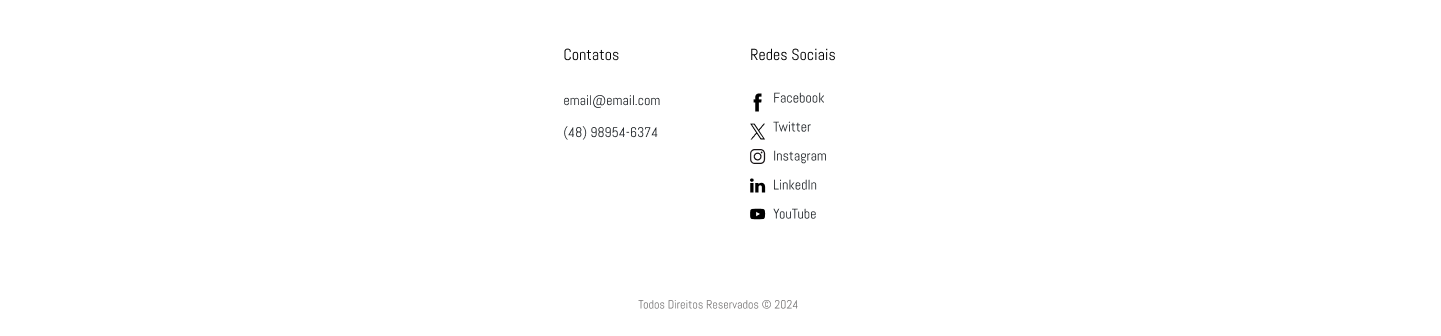 Contatos
email@email.com
(48) 98954-6374
Redes Sociais
Facebook
Twitter
Instagram
LinkedIn
YouTube
Todos Direitos Reservados © 2024